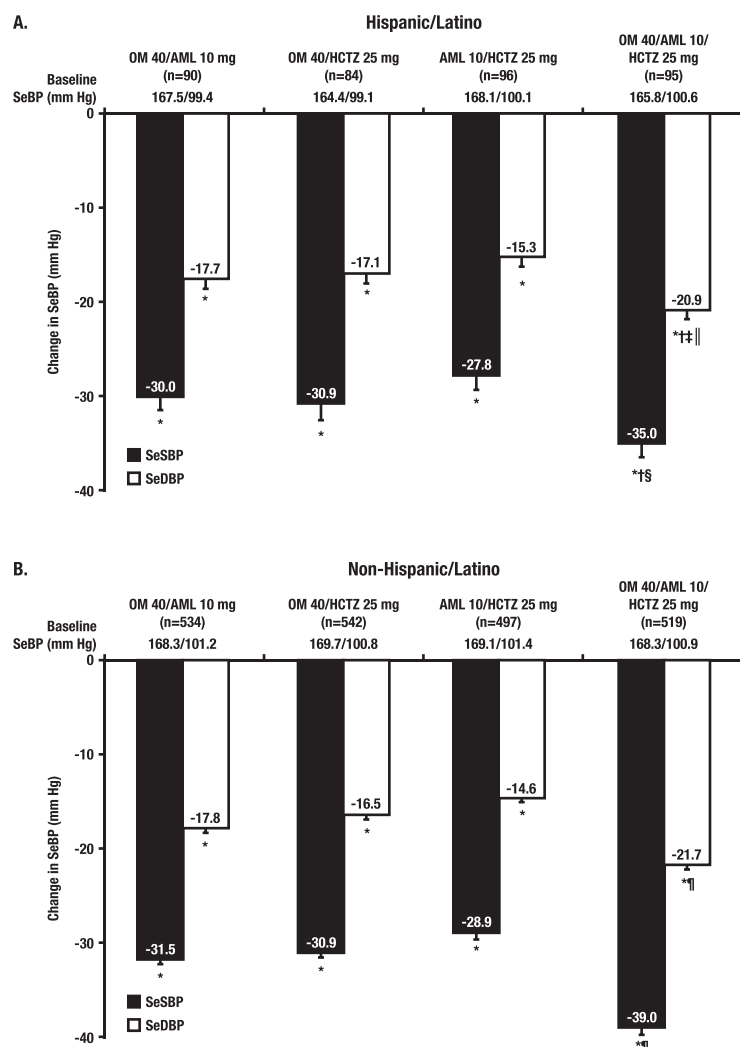 A.
Hispanic/Latino
OM 40/AML 10 mg
(n=90)
OM 40/HCTZ 25 mg
(n=84)
AML 10/HCTZ 25 mg
(n=96)
OM 40/AML 10/
HCTZ 25 mg
(n=95)
Baseline
SeBP (mm Hg)
167.5/99.4
164.4/99.1
168.1/100.1
165.8/100.6
Change in SeBP (mm Hg)
0
-10
-20
-30
-40
-30.0
*
-17.7
*
-30.9
*
-17.1
*
-27.8
*
-15.3
*
-35.0
*†§
-20.9
*†‡||
SeSBP
SeDBP
B.
Non-Hispanic/Latino
OM 40/AML 10 mg
(n=534)
OM 40/HCTZ 25 mg
(n=542)
AML 10/HCTZ 25 mg
(n=497)
OM 40/AML 10/
HCTZ 25 mg
(n=519)
Baseline
SeBP (mm Hg)
168.3/101.2
169.7/100.8
169.1/101.4
168.3/100.9
Change in SeBP (mm Hg)
0
-10
-20
-30
-40
-31.5
*
-17.8
*
-30.9
*
-16.5
*
-28.9
*
-14.6
*
-39.0
*¶
-21.7
*¶
SeSBP
SeDBP